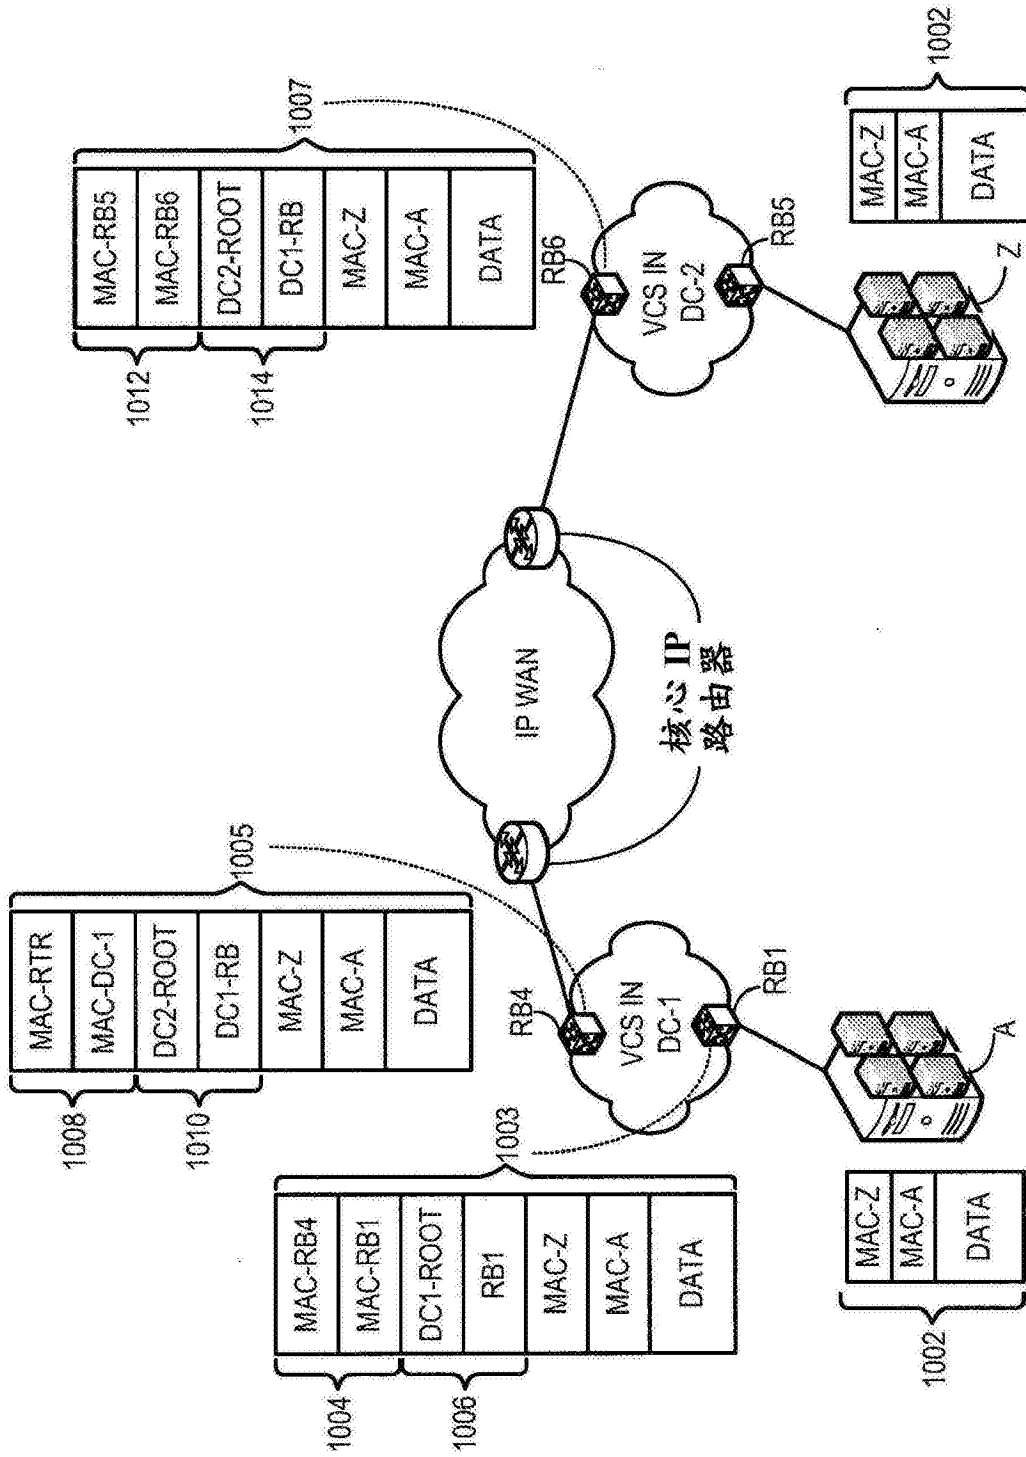 1004
1006
MAC-RB4
MAC-RB1
DC1-ROOT
RB1
MAC-Z
MAC-A
DATA
1003
1008
1010
MAC-RTR
MAC-DC-1
DC2-ROOT
DC1-RB
MAC-Z
MAC-A
DATA
1005
1012
1014
MAC-RB5
MAC-RB6
DC2-ROOT
DC1-RB
MAC-Z
MAC-A
DATA
1007
RB4
VCS IN
DC-1
RB1
IP WAN
核心 IP
路由器
RB6
VCS IN
DC-2
RB5
1002
MAC-Z
MAC-A
DATA
A
Z
MAC-Z
MAC-A
DATA
1002